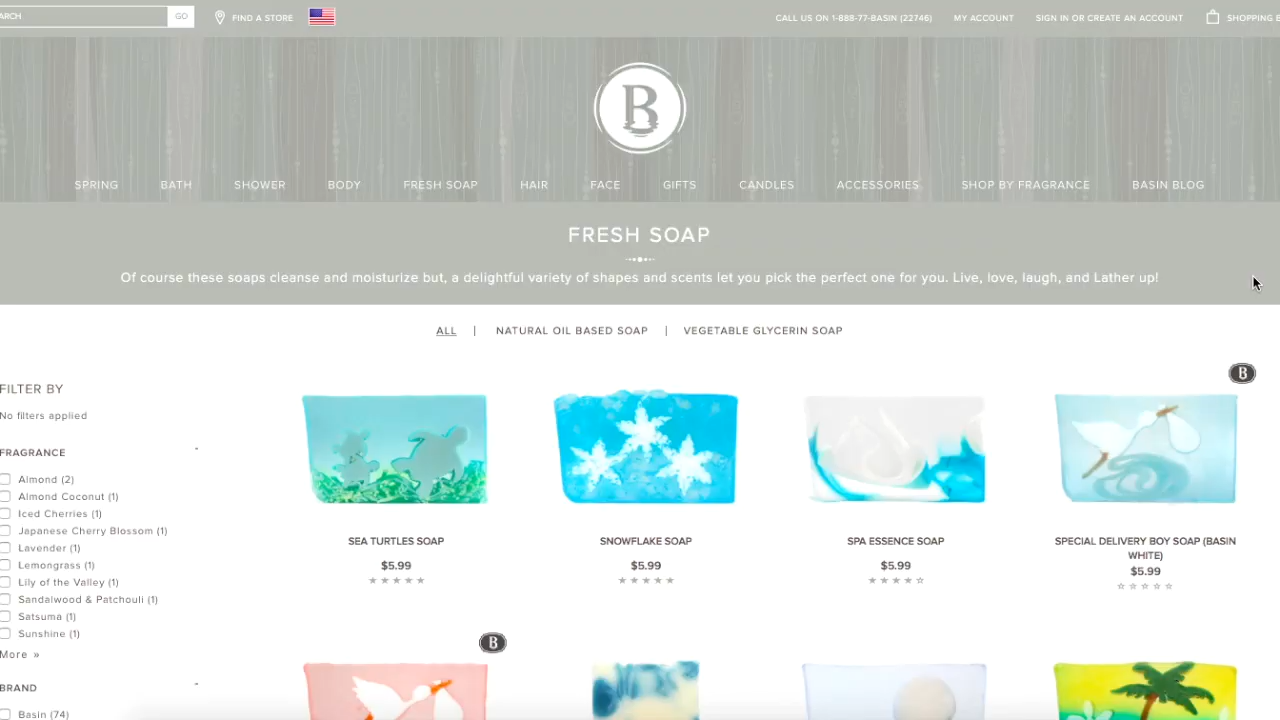 ARCH
GO
FIND A STORE
CALL US ON 1-888-77-BASIN (22746)
MY ACCOUNT
SIGN IN OR CREATE AN ACCOUNT
SHOPPING B
B
SPRING
BATH
SHOWER
BODY
FRESH SOAP
HAIR
FACE
GIFTS
CANDLES
ACCESSORIES
SHOP BY FRAGRANCE
BASIN BLOG
FRESH SOAP
Of course these soaps cleanse and moisturize but, a delightful variety of shapes and scents let you pick the perfect one for you. Live, love, laugh, and Lather up!
ALL | NATURAL OIL BASED SOAP | VEGETABLE GLYCERIN SOAP
FILTER BY
No filters applied
FRAGRANCE
Almond (2)
Almond Coconut (1)
Iced Cherries (1)
Japanese Cherry Blossom (1)
Lavender (1)
Lemongrass (1)
Lily of the Valley (1)
Sandalwood & Patchouli (1)
Satsuma (1)
Sunshine (1)
More »
BRAND
Basin (74)
SEA TURTLES SOAP
$5.99
SNOWFLAKE SOAP
$5.99
SPA ESSENCE SOAP
$5.99
B
SPECIAL DELIVERY BOY SOAP (BASIN
WHITE)
$5.99
B